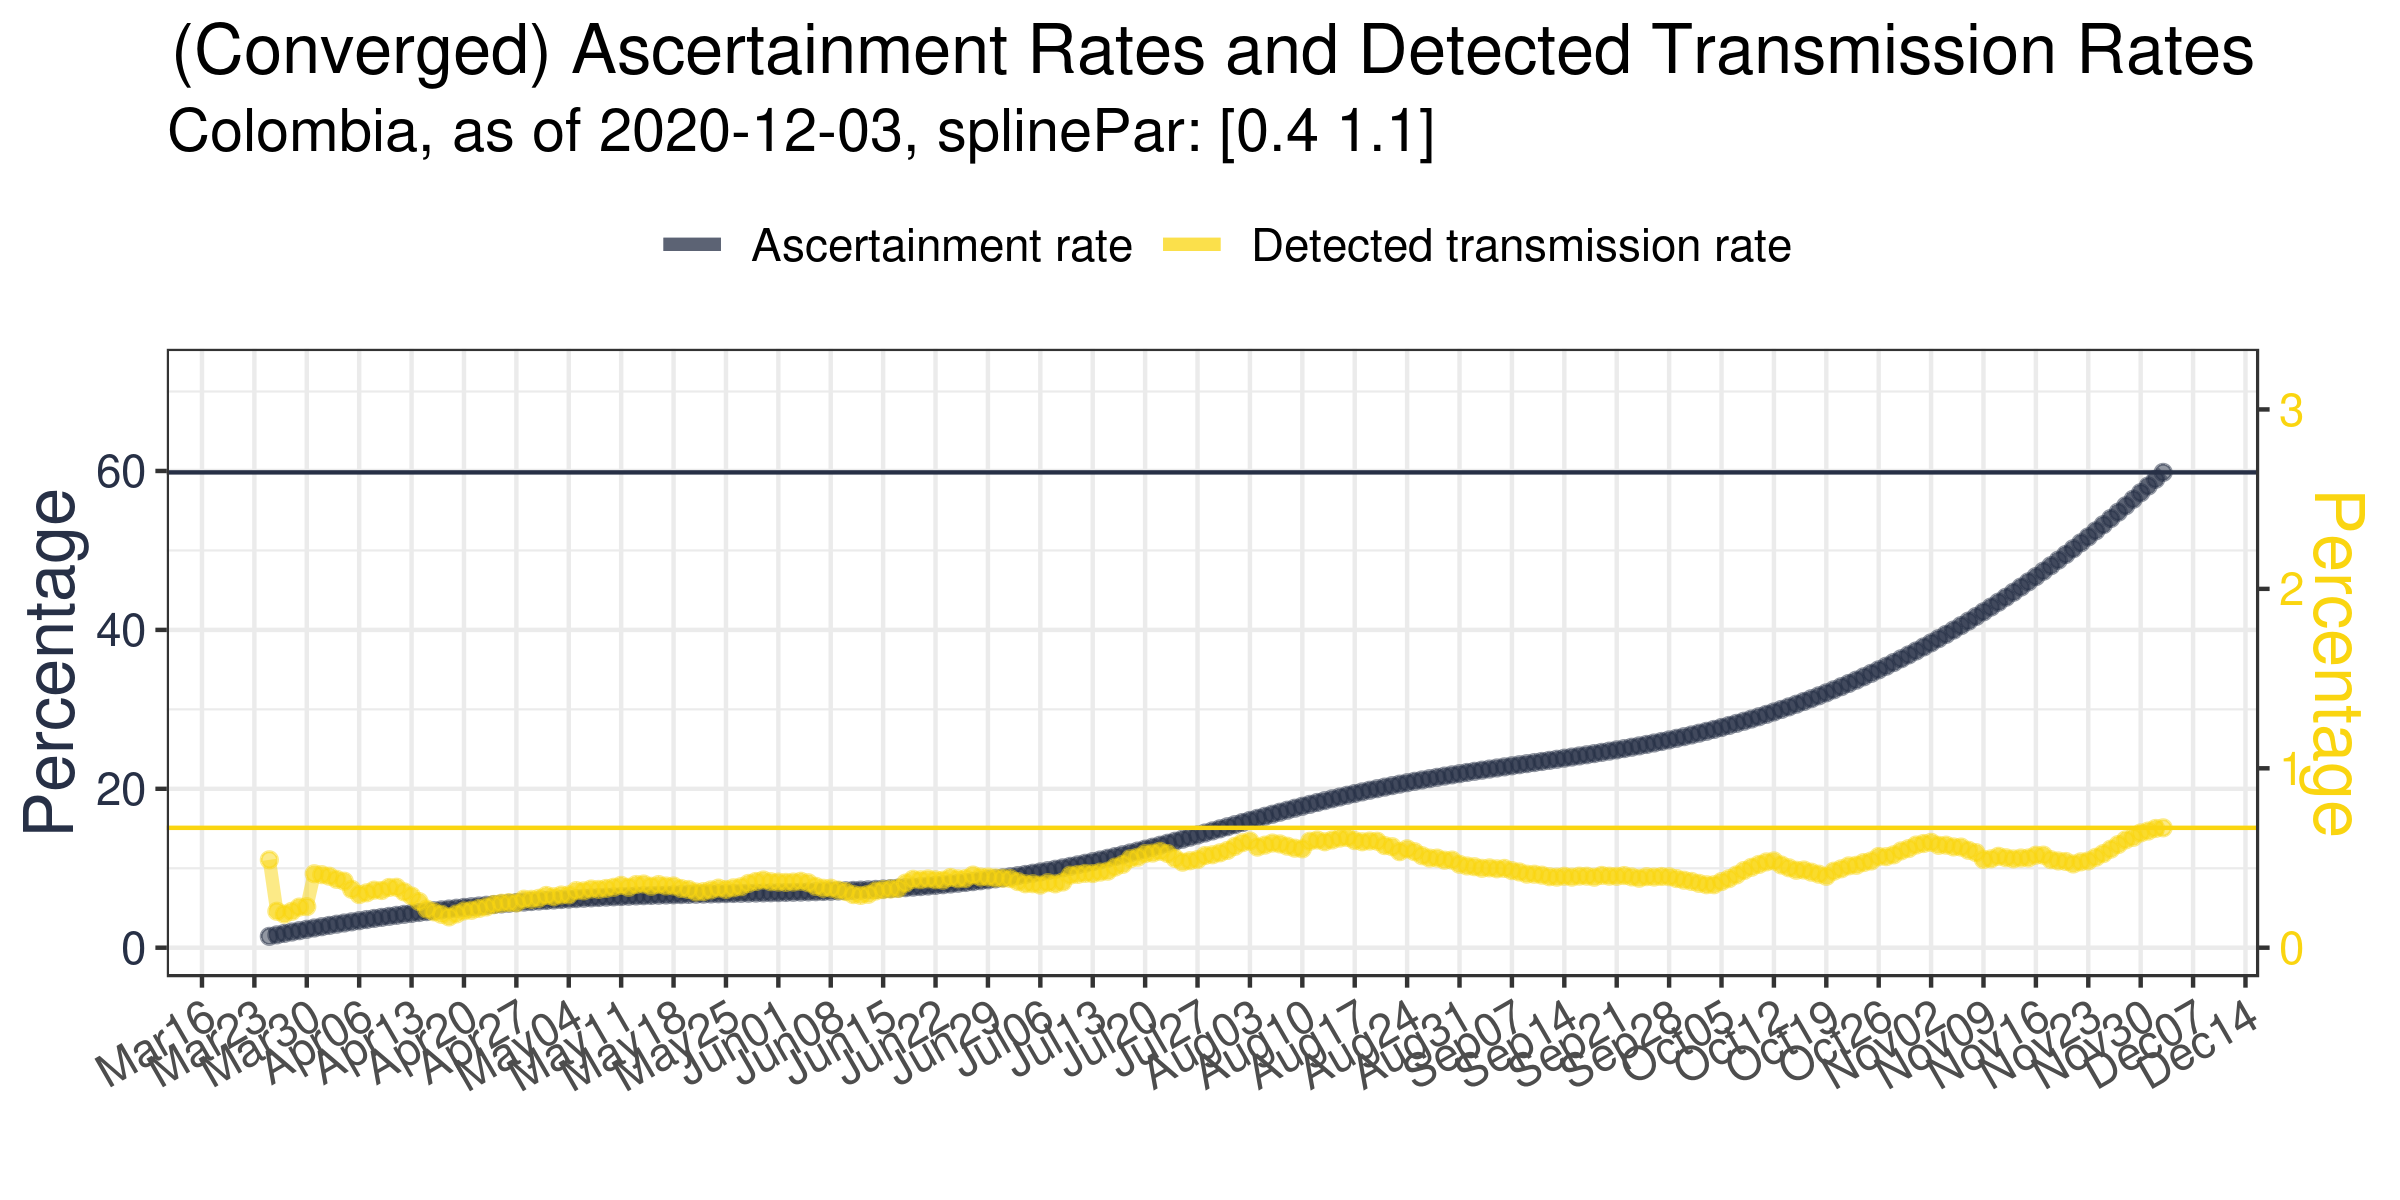 (Converged) Ascertainment Rates and Detected Transmission Rates
Colombia, as of 2020-12-03, splinePar: [0.4 1.1]
Ascertainment rate
Detected transmission rate
Percentage
60
40
20
0
3
2
1
0
Percentage
Mar16
Mar23
Mar30
Apr06
Apr13
Apr20
Apr27
May04
May11
May18
May25
Jun01
Jun08
Jun15
Jun22
Jun29
Jul06
Jul13
Jul20
Jul27
Aug03
Aug10
Aug17
Aug24
Aug31
Sep07
Sep14
Sep21
Sep28
Oct05
Oct12
Oct19
Oct26
Nov02
Nov09
Nov16
Nov23
Nov30
Dec07
Dec14